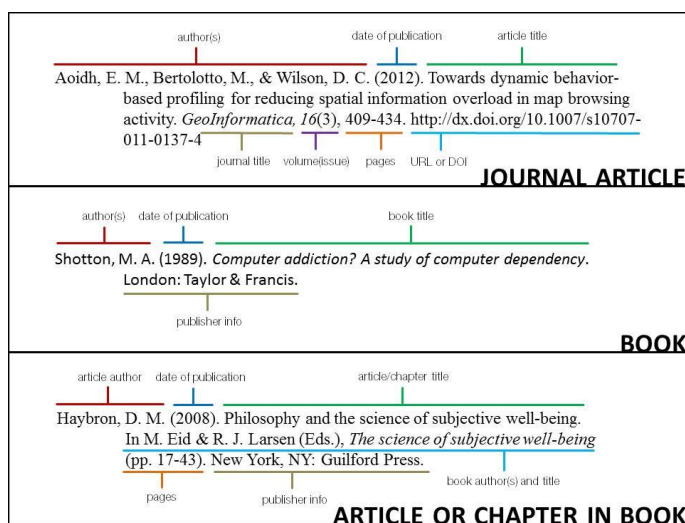 author(s) date of publication article title
Aoidh, E. M., Bertolotto, M., & Wilson, D. C. (2012). Towards dynamic behavior-
based profiling for reducing spatial information overload in map browsing
activity. GeoInformatica, 16(3), 409-434. http://dx.doi.org/10.1007/s10707-
011-0137-4
journal title volume(issue) pages URL or DOI
JOURNAL ARTICLE
author(s) date of publication book title
Shotton, M. A. (1989). Computer addiction? A study of computer dependency.
London: Taylor & Francis.
publisher info
BOOK
article author date of publication article/chapter title
Haybron, D. M. (2008). Philosophy and the science of subjective well-being.
In M. Eid & R. J. Larsen (Eds.), The science of subjective well-being
(pp. 17-43). New York, NY: Guilford Press.
book author(s) and title
pages publisher info
ARTICLE OR CHAPTER IN BOOK